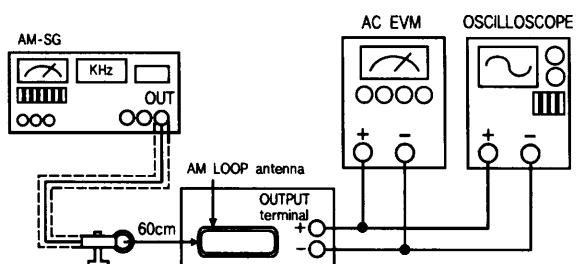 AM-SG
KHz
OUT
AC EVM
OSCILLOSCOPE
+ −
+ −
AM LOOP antenna
60cm
OUTPUT
terminal
+
−